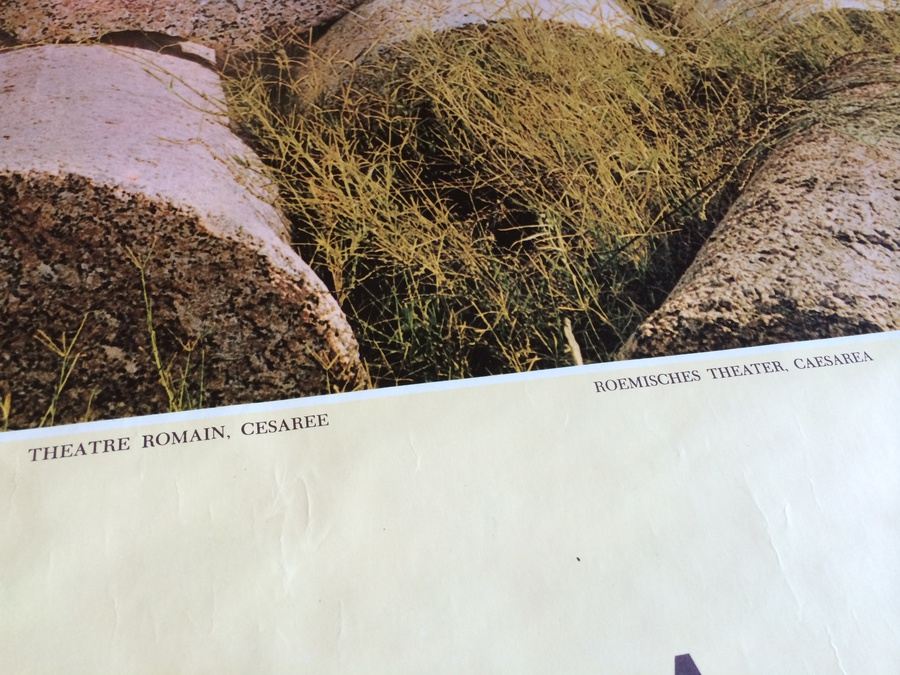 THEATRE ROMAIN, CESAREE
ROEMISCHES THEATER, CAESAREA